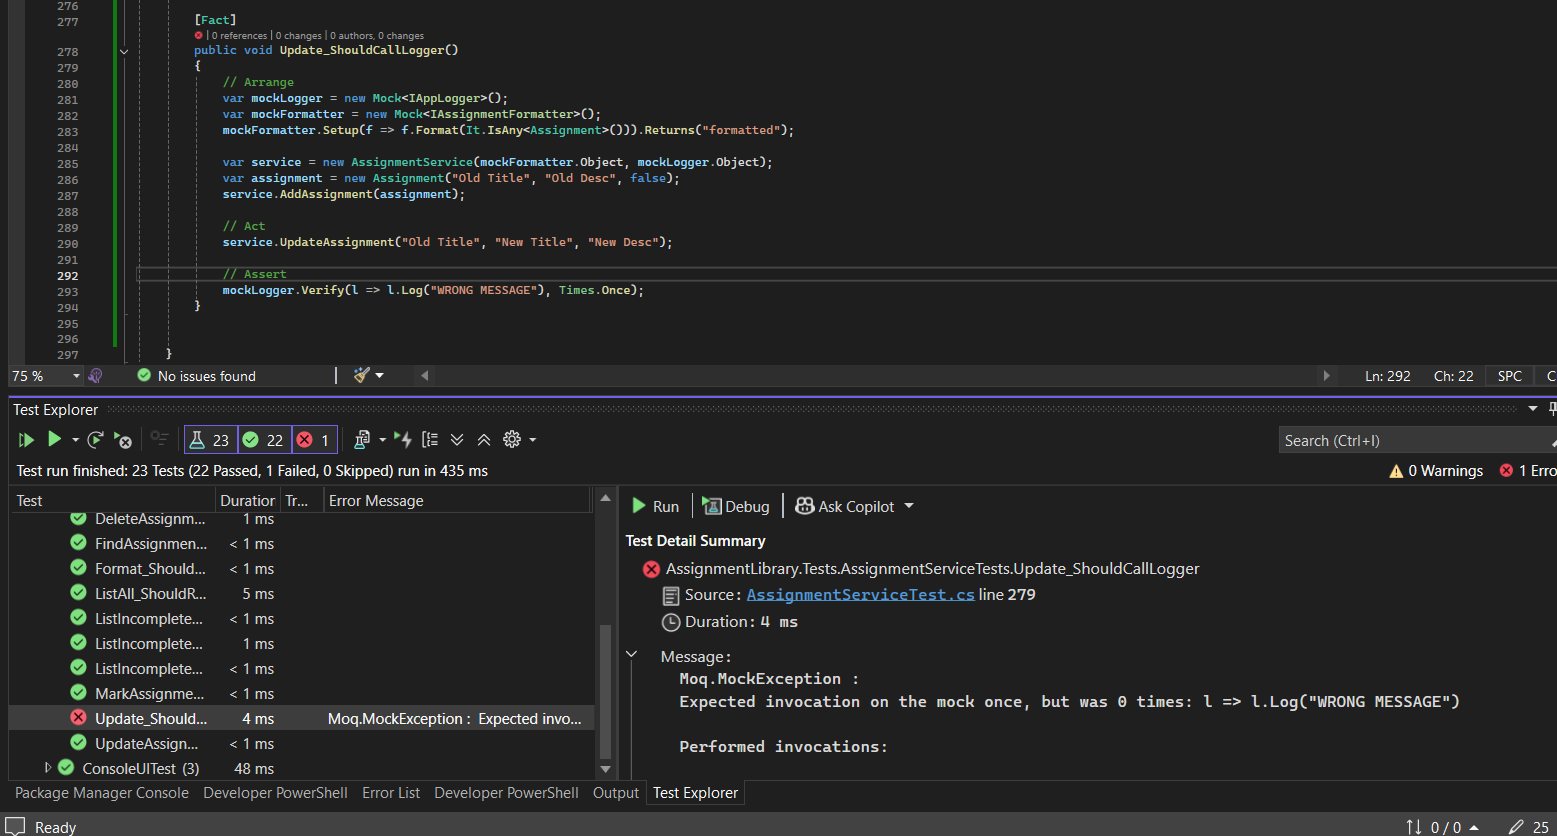 276
277 [Fact]
| 0 references | 0 changes | 0 authors, 0 changes
278 public void Update_ShouldCallLogger()
279 {
280 // Arrange
281 var mockLogger = new Mock<IAppLogger>();
282 var mockFormatter = new Mock<IAssignmentFormatter>();
283 mockFormatter.Setup(f => f.Format(It.IsAny<Assignment>())).Returns("formatted");
284
285 var service = new AssignmentService(mockFormatter.Object, mockLogger.Object);
286 var assignment = new Assignment("Old Title", "Old Desc", false);
287 service.AddAssignment(assignment);
288
289 // Act
290 service.UpdateAssignment("Old Title", "New Title", "New Desc");
291
292 // Assert
293 mockLogger.Verify(l => l.Log("WRONG MESSAGE"), Times.Once);
294 }
295
296
297 }
75 % No issues found Ln: 292 Ch: 22 SPC C
Test Explorer
23 22 1 Search (Ctrl+I)
Test run finished: 23 Tests (22 Passed, 1 Failed, 0 Skipped) run in 435 ms 0 Warnings 1 Erro
Test Duration Tr... Error Message
DeleteAssignm... 1 ms
FindAssignmen... < 1 ms
Format_Should... < 1 ms
ListAll_ShouldR... 5 ms
ListIncomplete... < 1 ms
ListIncomplete... 1 ms
ListIncomplete... < 1 ms
MarkAssignme... < 1 ms
Update_Should... 4 ms Moq.MockException : Expected invo...
UpdateAssign... < 1 ms
ConsoleUITest (3) 48 ms
Run Debug Ask Copilot
Test Detail Summary
AssignmentLibrary.Tests.AssignmentServiceTests.Update_ShouldCallLogger
Source: AssignmentServiceTest.cs line 279
Duration: 4 ms
Message:
Moq.MockException :
Expected invocation on the mock once, but was 0 times: l => l.Log("WRONG MESSAGE")
Performed invocations:
Package Manager Console Developer PowerShell Error List Developer PowerShell Output Test Explorer
Ready 0 / 0 25